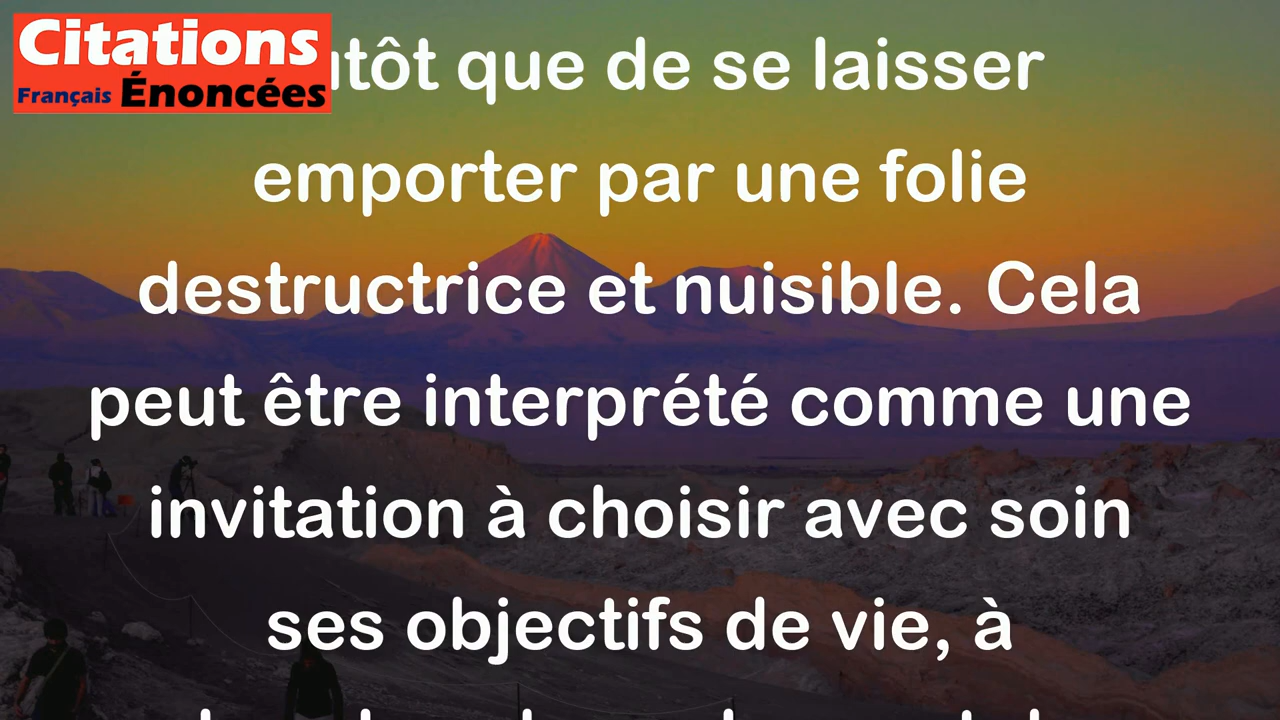 Citations
Français Énoncées
que de se laisser
emporter par une folie
destructrice et nuisible. Cela
peut être interprété comme une
invitation à choisir avec soin
ses objectifs de vie, à